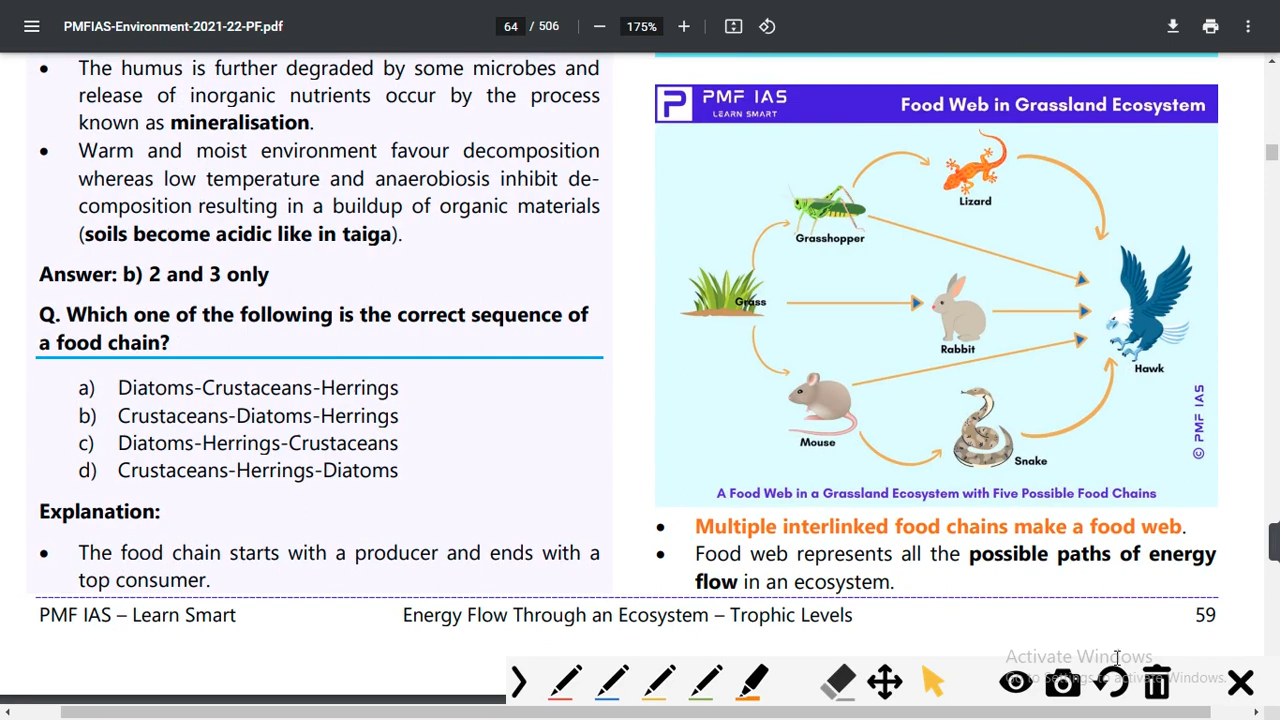 PMFIAS-Environment-2021-22-PF.pdf
64 / 506
175%
The humus is further degraded by some microbes and
release of inorganic nutrients occur by the process
known as mineralisation.
Warm and moist environment favour decomposition
whereas low temperature and anaerobiosis inhibit de-
composition resulting in a buildup of organic materials
(soils become acidic like in taiga).
Answer: b) 2 and 3 only
Q. Which one of the following is the correct sequence of
a food chain?
a) Diatoms-Crustaceans-Herrings
b) Crustaceans-Diatoms-Herrings
c) Diatoms-Herrings-Crustaceans
d) Crustaceans-Herrings-Diatoms
Explanation:
The food chain starts with a producer and ends with a
top consumer.
P PMF IAS
LEARN SMART
Food Web in Grassland Ecosystem
Lizard
Grasshopper
Grass
Rabbit
Hawk
Mouse
Snake
© PMF IAS
A Food Web in a Grassland Ecosystem with Five Possible Food Chains
Multiple interlinked food chains make a food web.
Food web represents all the possible paths of energy
flow in an ecosystem.
PMF IAS – Learn Smart
Energy Flow Through an Ecosystem – Trophic Levels
59
Activate Windows
Go to Settings to activate Windows.